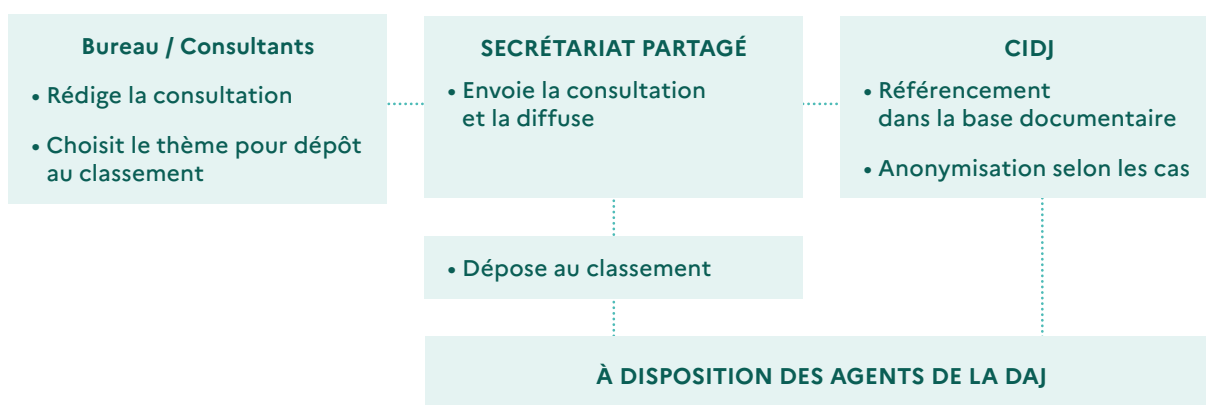 Bureau / Consultants
• Rédige la consultation
• Choisit le thème pour dépôt
au classement
SECRÉTARIAT PARTAGÉ
• Envoie la consultation
et la diffuse
CIDJ
• Référencement
dans la base documentaire
• Anonymisation selon les cas
• Dépose au classement
À DISPOSITION DES AGENTS DE LA DAJ